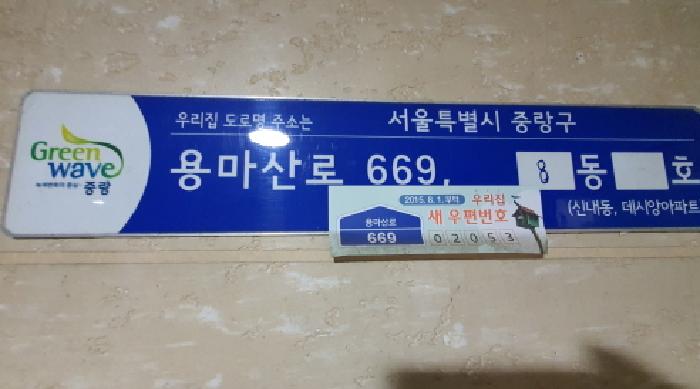 Green
wave
중랑
우리집 도로명 주소는 서울특별시 중랑구
용마산로 669, 8 동 호
(신내동, 데시앙아파트
2015. 8. 1.부터 우리집
새 우편번호
용마산로
669
02053